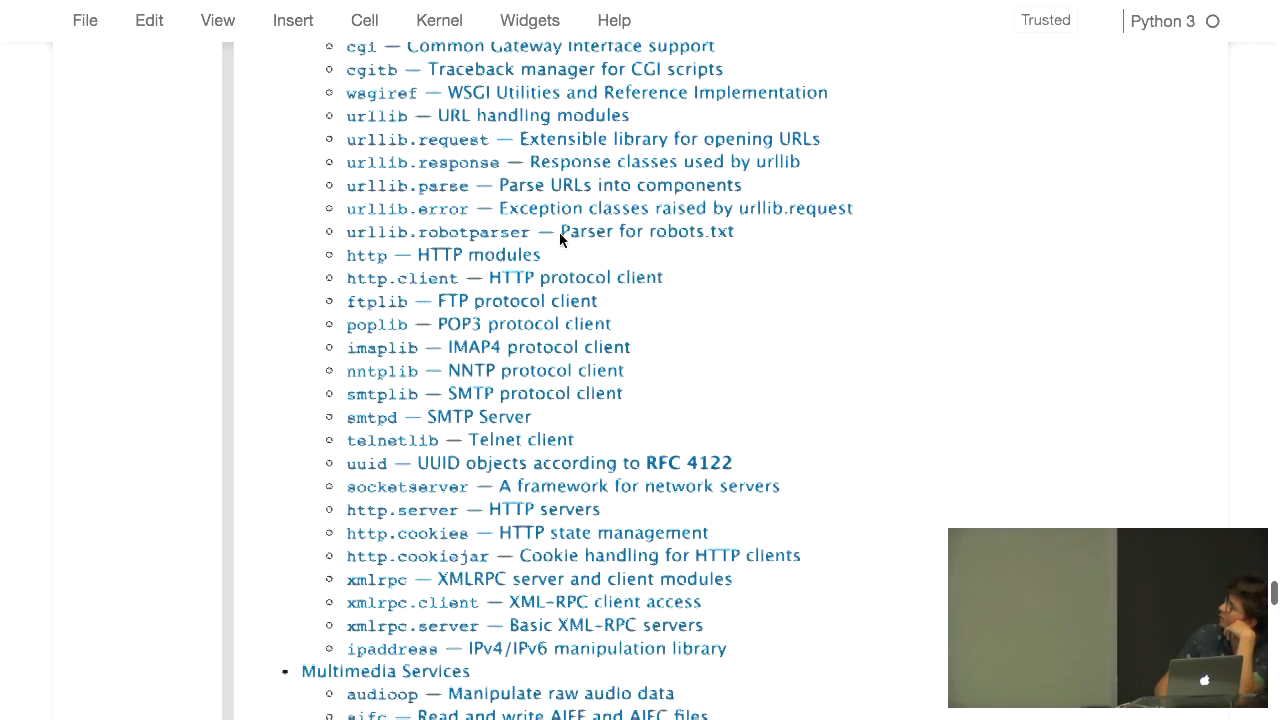 File Edit View Insert Cell Kernel Widgets Help Trusted Python 3
cgi — Common Gateway Interface support
cgitb — Traceback manager for CGI scripts
wsgiref — WSGI Utilities and Reference Implementation
urllib — URL handling modules
urllib.request — Extensible library for opening URLs
urllib.response — Response classes used by urllib
urllib.parse — Parse URLs into components
urllib.error — Exception classes raised by urllib.request
urllib.robotparser — Parser for robots.txt
http — HTTP modules
http.client — HTTP protocol client
ftplib — FTP protocol client
poplib — POP3 protocol client
imaplib — IMAP4 protocol client
nntplib — NNTP protocol client
smtplib — SMTP protocol client
smtpd — SMTP Server
telnetlib — Telnet client
uuid — UUID objects according to RFC 4122
socketserver — A framework for network servers
http.server — HTTP servers
http.cookies — HTTP state management
http.cookiejar — Cookie handling for HTTP clients
xmlrpc — XMLRPC server and client modules
xmlrpc.client — XML-RPC client access
xmlrpc.server — Basic XML-RPC servers
ipaddress — IPv4/IPv6 manipulation library
Multimedia Services
audioop — Manipulate raw audio data
aifc — Read and write AIFF and AIFC files